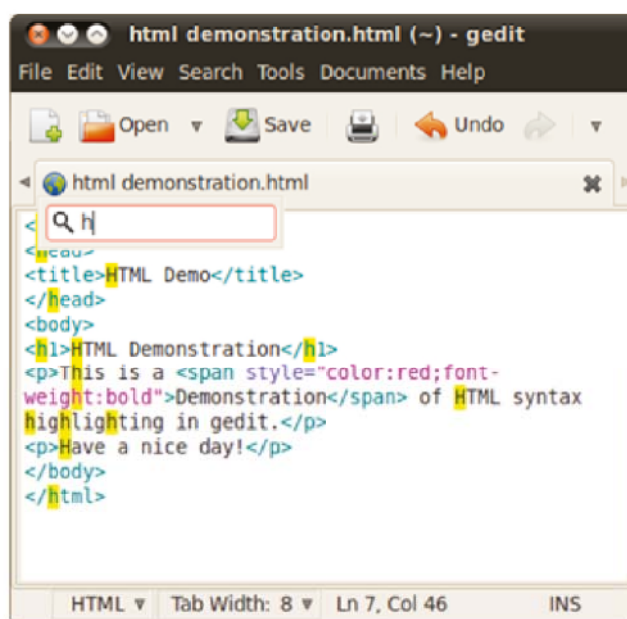 html demonstration.html (~) - gedit
File Edit View Search Tools Documents Help
Open Save Undo
html demonstration.html
h
<
<head>
<title>HTML Demo</title>
</head>
<body>
<h1>HTML Demonstration</h1>
<p>This is a <span style="color:red;font-
weight:bold">Demonstration</span> of HTML syntax
highlighting in gedit.</p>
<p>Have a nice day!</p>
</body>
</html>
HTML Tab Width: 8 Ln 7, Col 46 INS